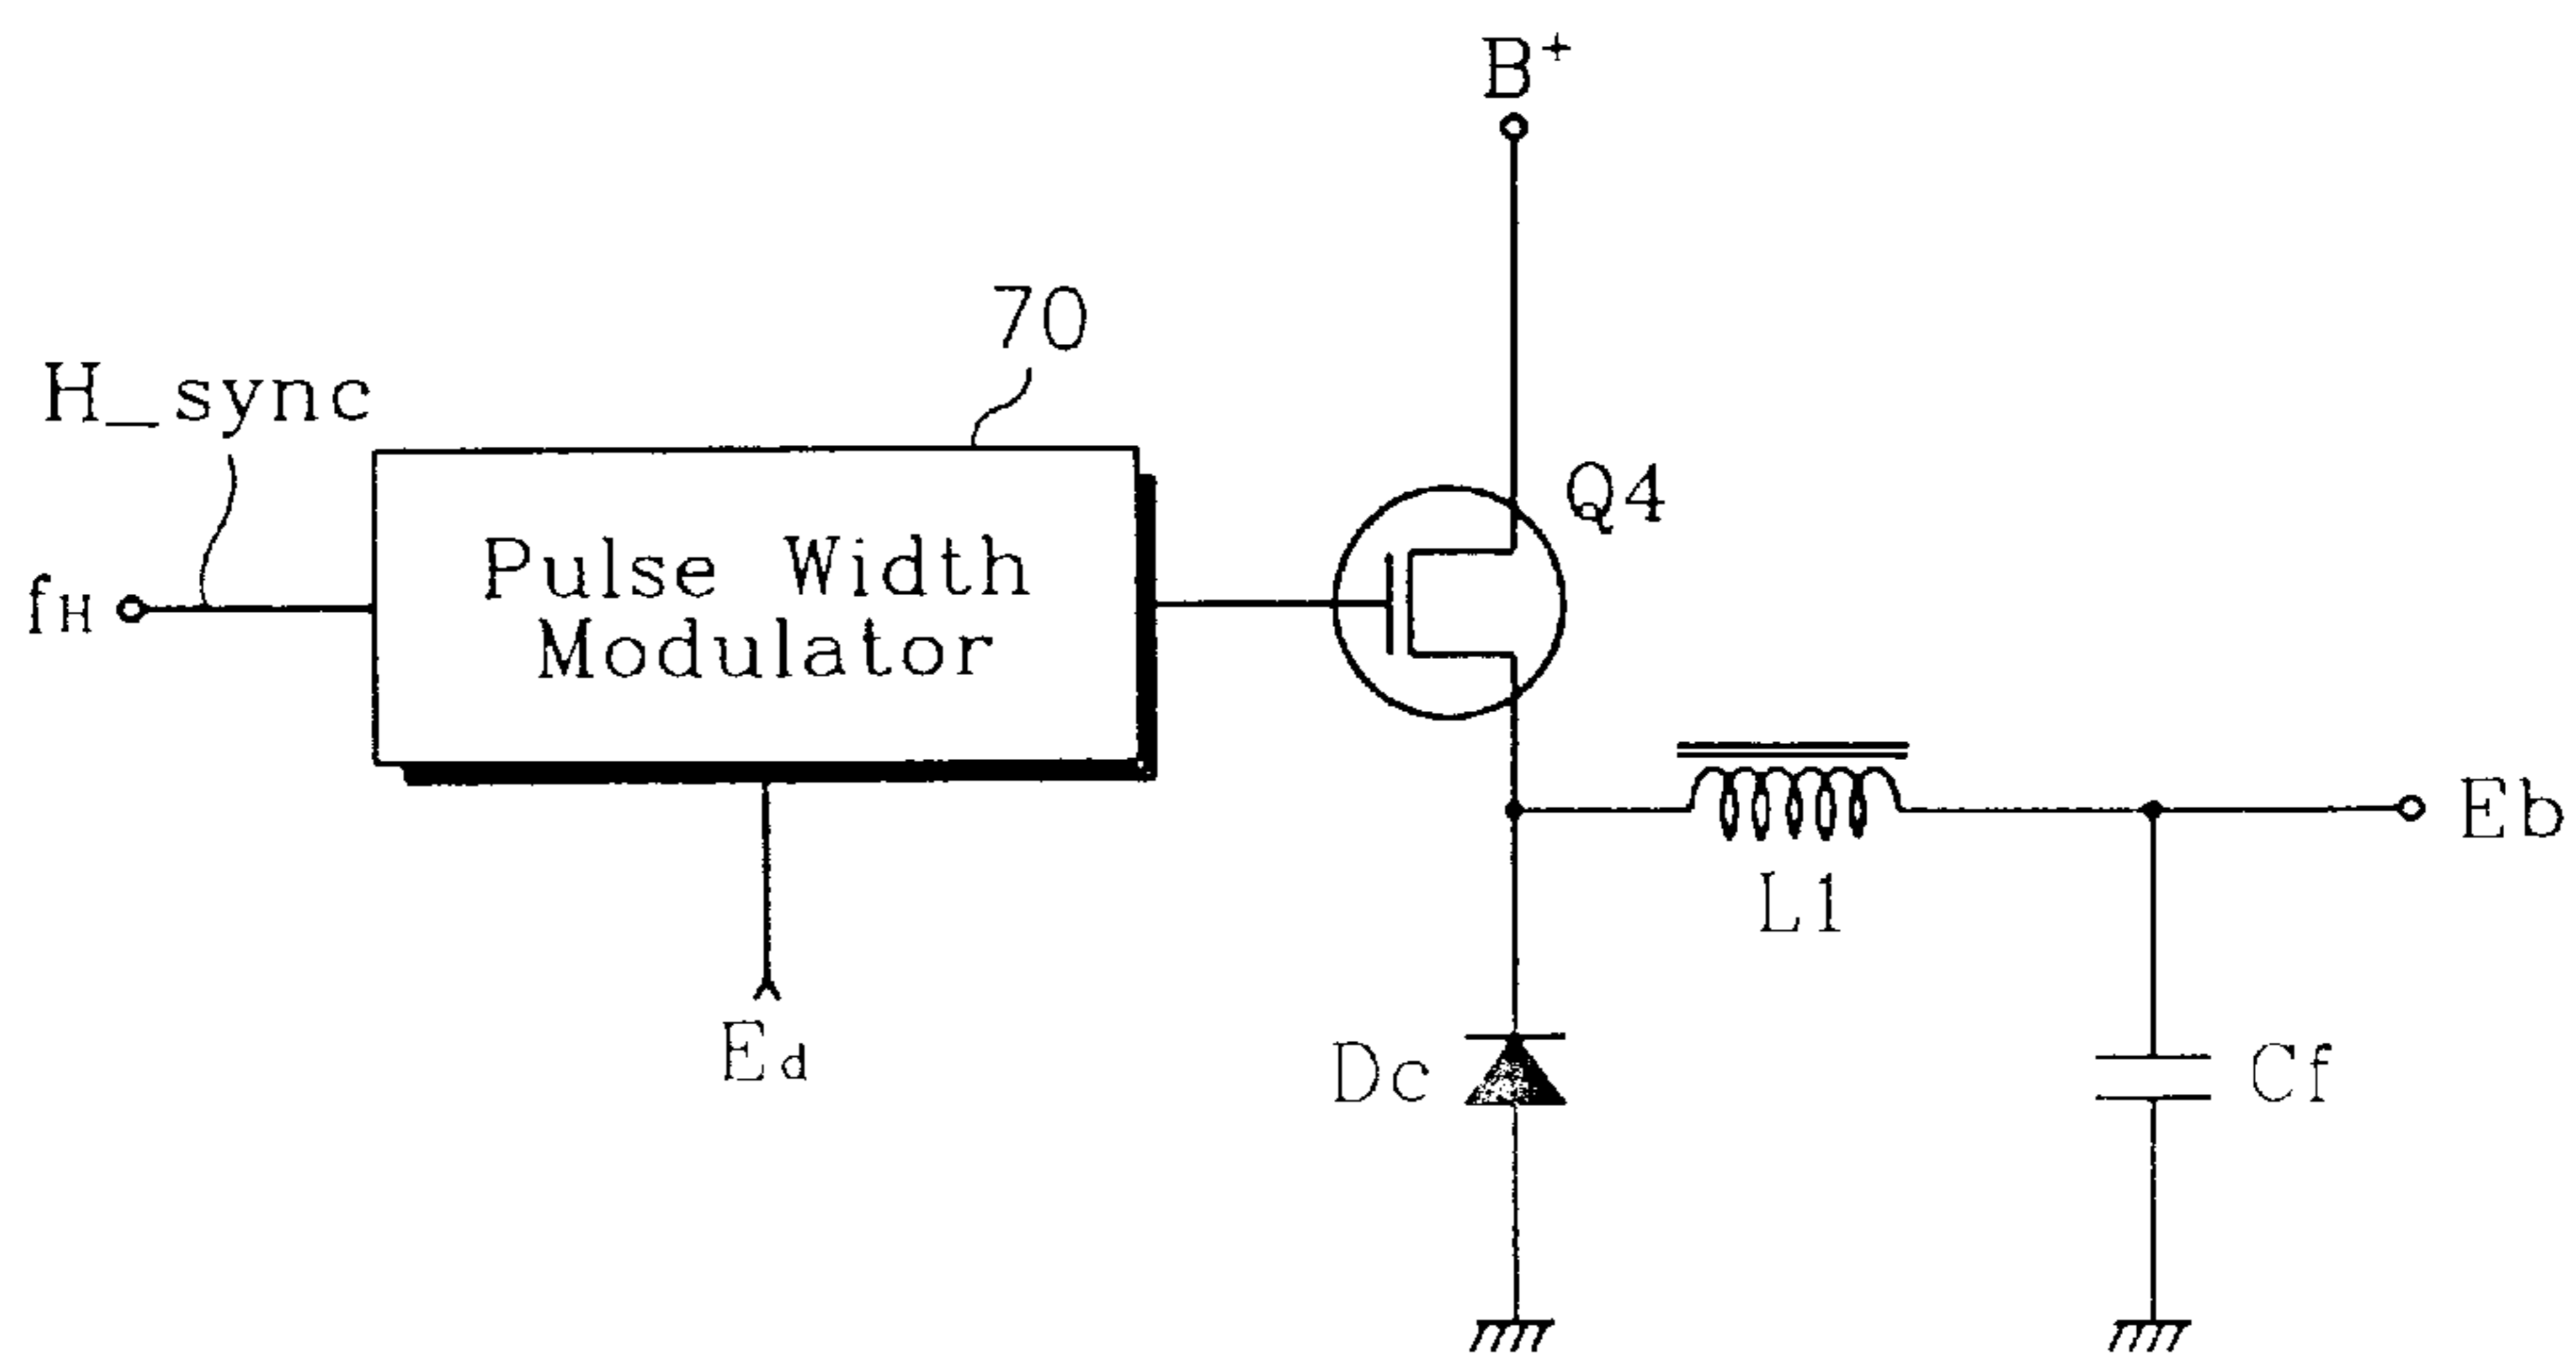 B+
70
H_sync
Q4
fH
Pulse Width
Modulator
Eb
L1
Ed
Dc
Cf